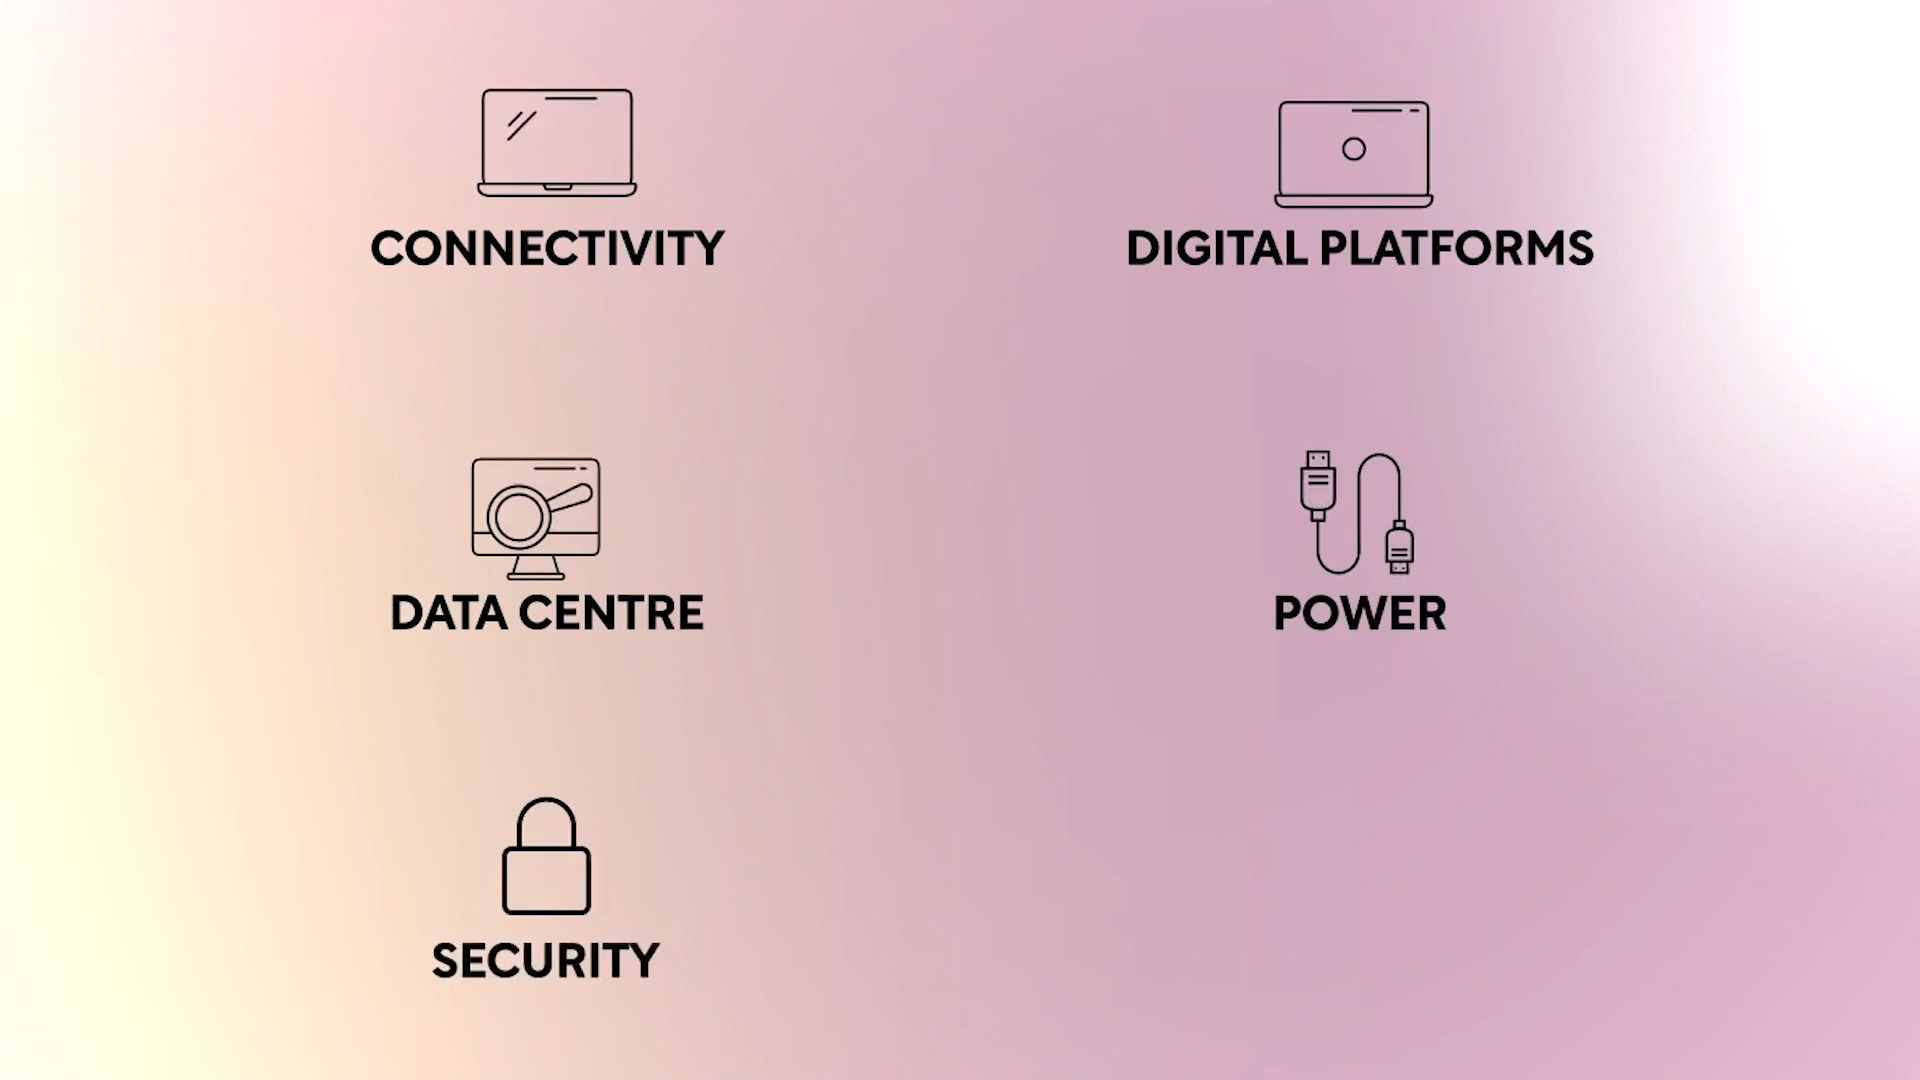 CONNECTIVITY
DIGITAL PLATFORMS
DATA CENTRE
POWER
SECURITY